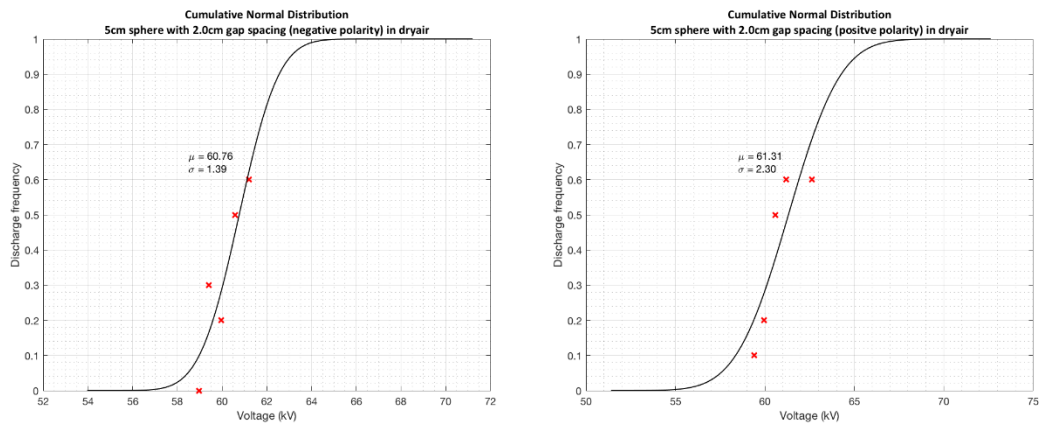 Cumulative Normal Distribution
5cm sphere with 2.0cm gap spacing (negative polarity) in dryair
1
0.9
0.8
0.7
0.6
0.5
0.4
0.3
0.2
0.1
0
Discharge frequency
μ = 60.76
σ = 1.39
52 54 56 58 60 62 64 66 68 70 72
Voltage (kV)
Cumulative Normal Distribution
5cm sphere with 2.0cm gap spacing (positve polarity) in dryair
1
0.9
0.8
0.7
0.6
0.5
0.4
0.3
0.2
0.1
0
Discharge frequency
μ = 61.31
σ = 2.30
50 55 60 65 70 75
Voltage (kV)